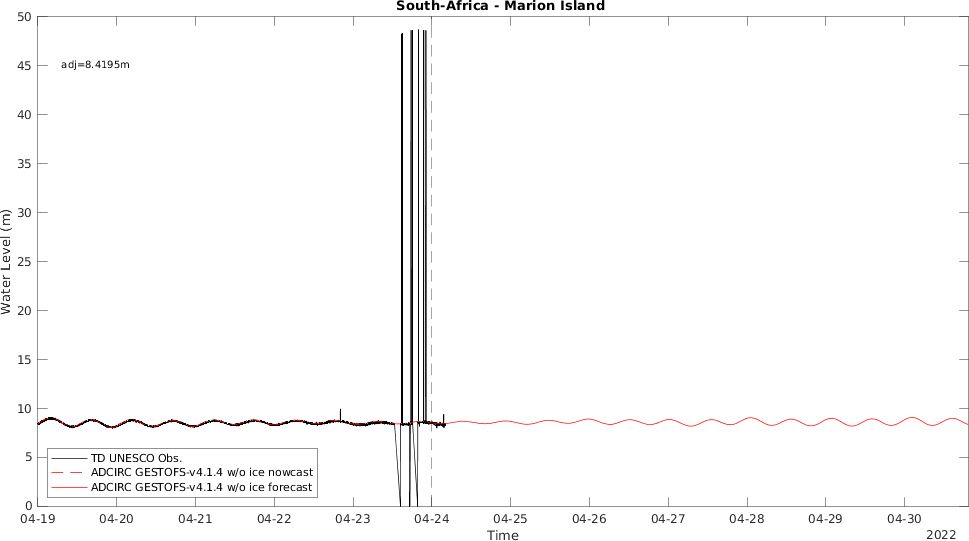 South-Africa - Marion Island
50
45
40
35
30
25
20
15
10
5
0
Water Level (m)
adj=8.4195m
TD UNESCO Obs.
ADCIRC GESTOFS-v4.1.4 w/o ice nowcast
ADCIRC GESTOFS-v4.1.4 w/o ice forecast
04-19 04-20 04-21 04-22 04-23 04-24 04-25 04-26 04-27 04-28 04-29 04-30
Time
2022